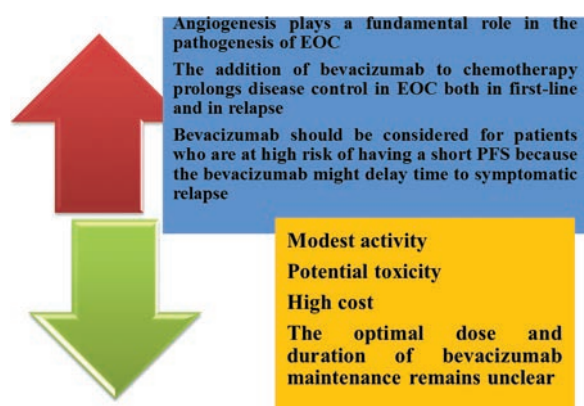 Angiogenesis plays a fundamental role in the
pathogenesis of EOC
The addition of bevacizumab to chemotherapy
prolongs disease control in EOC both in first-line
and in relapse
Bevacizumab should be considered for patients
who are at high risk of having a short PFS because
the bevacizumab might delay time to symptomatic
relapse
Modest activity
Potential toxicity
High cost
The optimal dose and
duration of bevacizumab
maintenance remains unclear